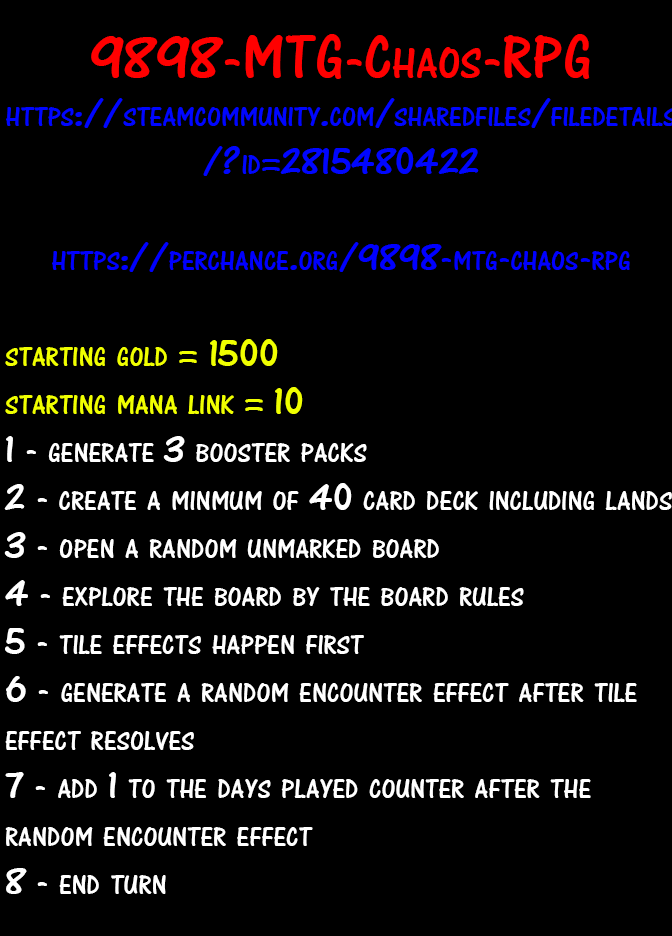 9898-MTG-Chaos-RPG
https://steamcommunity.com/sharedfiles/filedetails
/?id=2815480422
https://perchance.org/9898-mtg-chaos-rpg
starting gold = 1500
starting mana link = 10
1 - generate 3 booster packs
2 - create a minmum of 40 card deck including lands
3 - open a random unmarked board
4 - explore the board by the board rules
5 - tile effects happen first
6 - generate a random encounter effect after tile
effect resolves
7 - add 1 to the days played counter after the
random encounter effect
8 - end turn